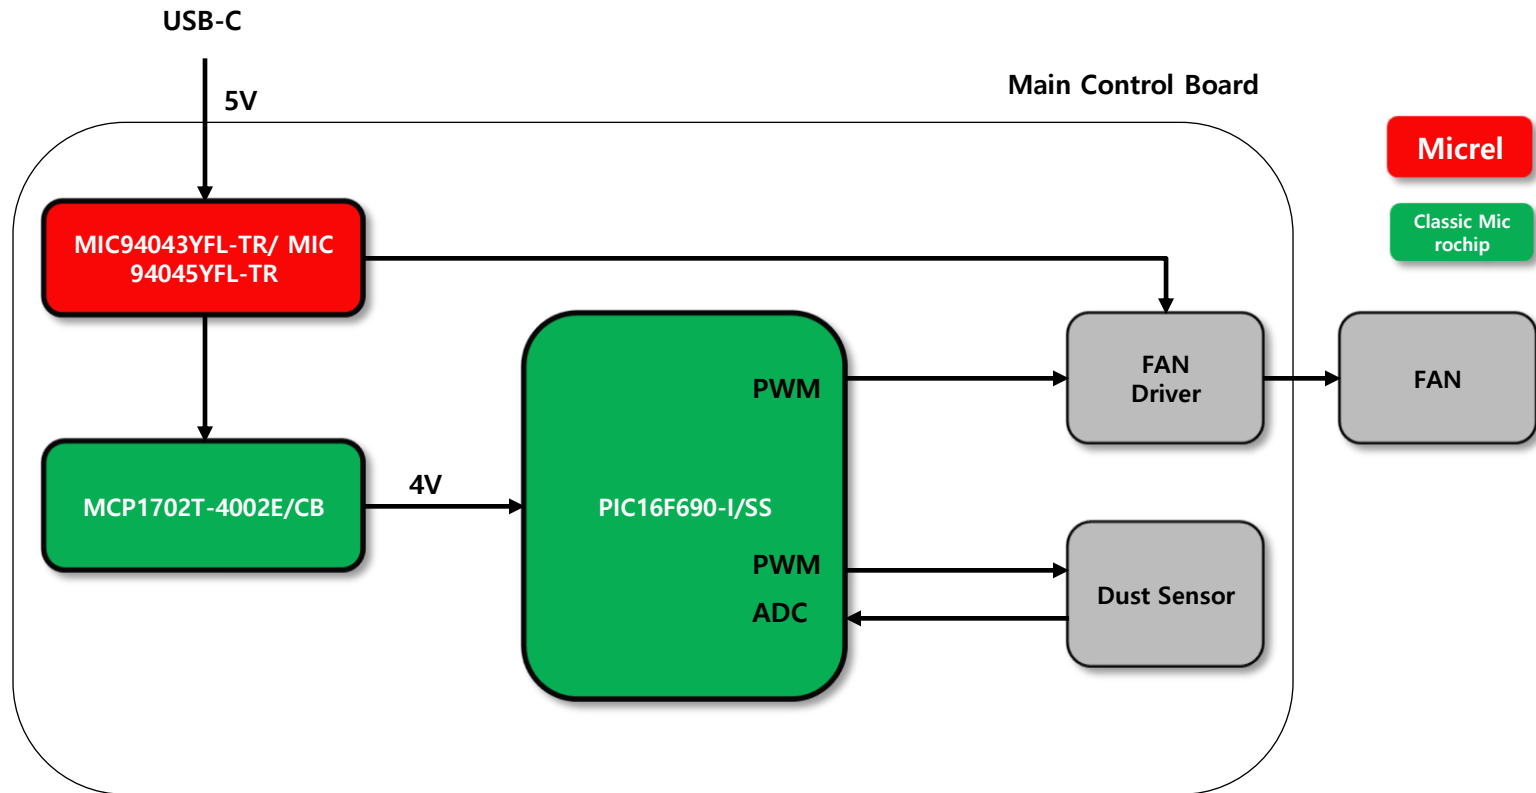 USB-C
5V
Main Control Board
Micrel
Classic Mic
rochip
MIC94043YFL-TR/ MIC
94045YFL-TR
FAN
Driver
FAN
PWM
MCP1702T-4002E/CB
4V
PIC16F690-I/SS
PWM
ADC
Dust Sensor